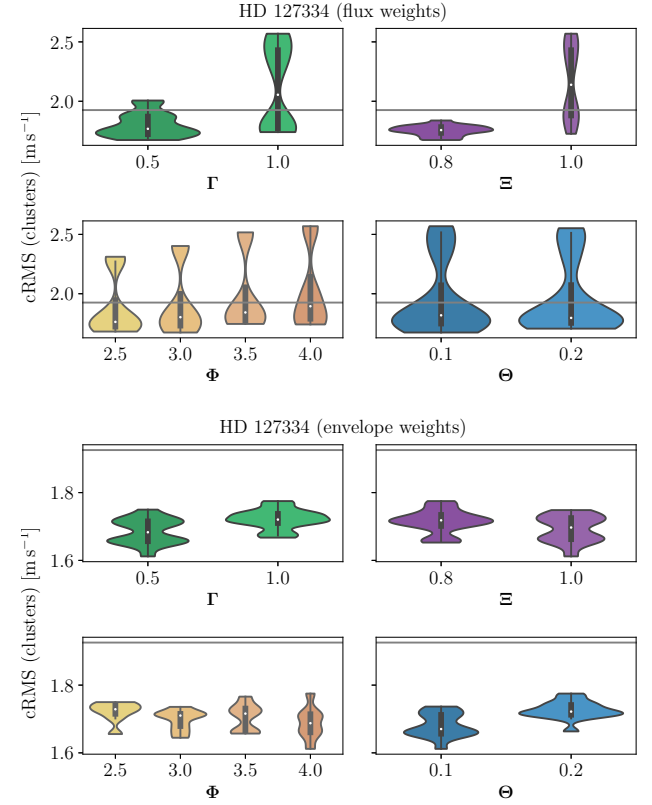 HD 127334 (flux weights)
2.5
2.0
0.5 1.0
Γ
0.8 1.0
Ξ
cRMS (clusters) [m s⁻¹]
2.5
2.0
2.5 3.0 3.5 4.0
Φ
0.1 0.2
Θ
HD 127334 (envelope weights)
1.8
1.6
0.5 1.0
Γ
0.8 1.0
Ξ
cRMS (clusters) [m s⁻¹]
1.8
1.6
2.5 3.0 3.5 4.0
Φ
0.1 0.2
Θ